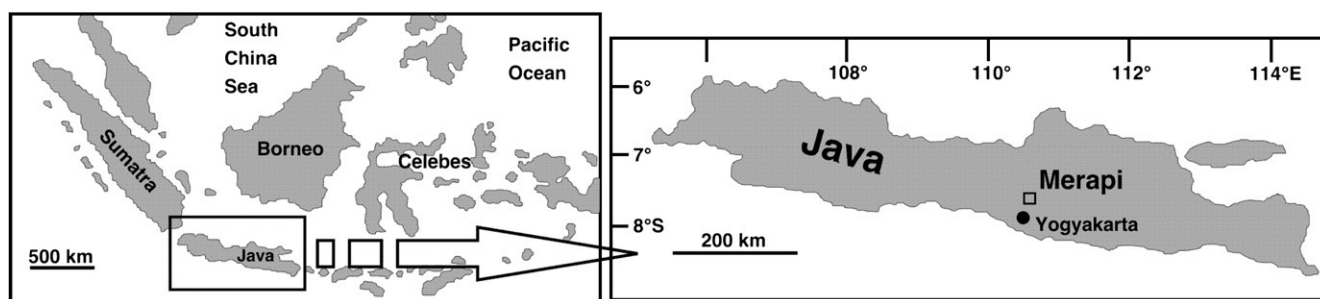 South
China
Sea
Pacific
Ocean
Sumatra
Borneo
Celebes
Java
500 km
108°
110°
112°
114°E
6°
7°
8°S
Java
Merapi
Yogyakarta
200 km